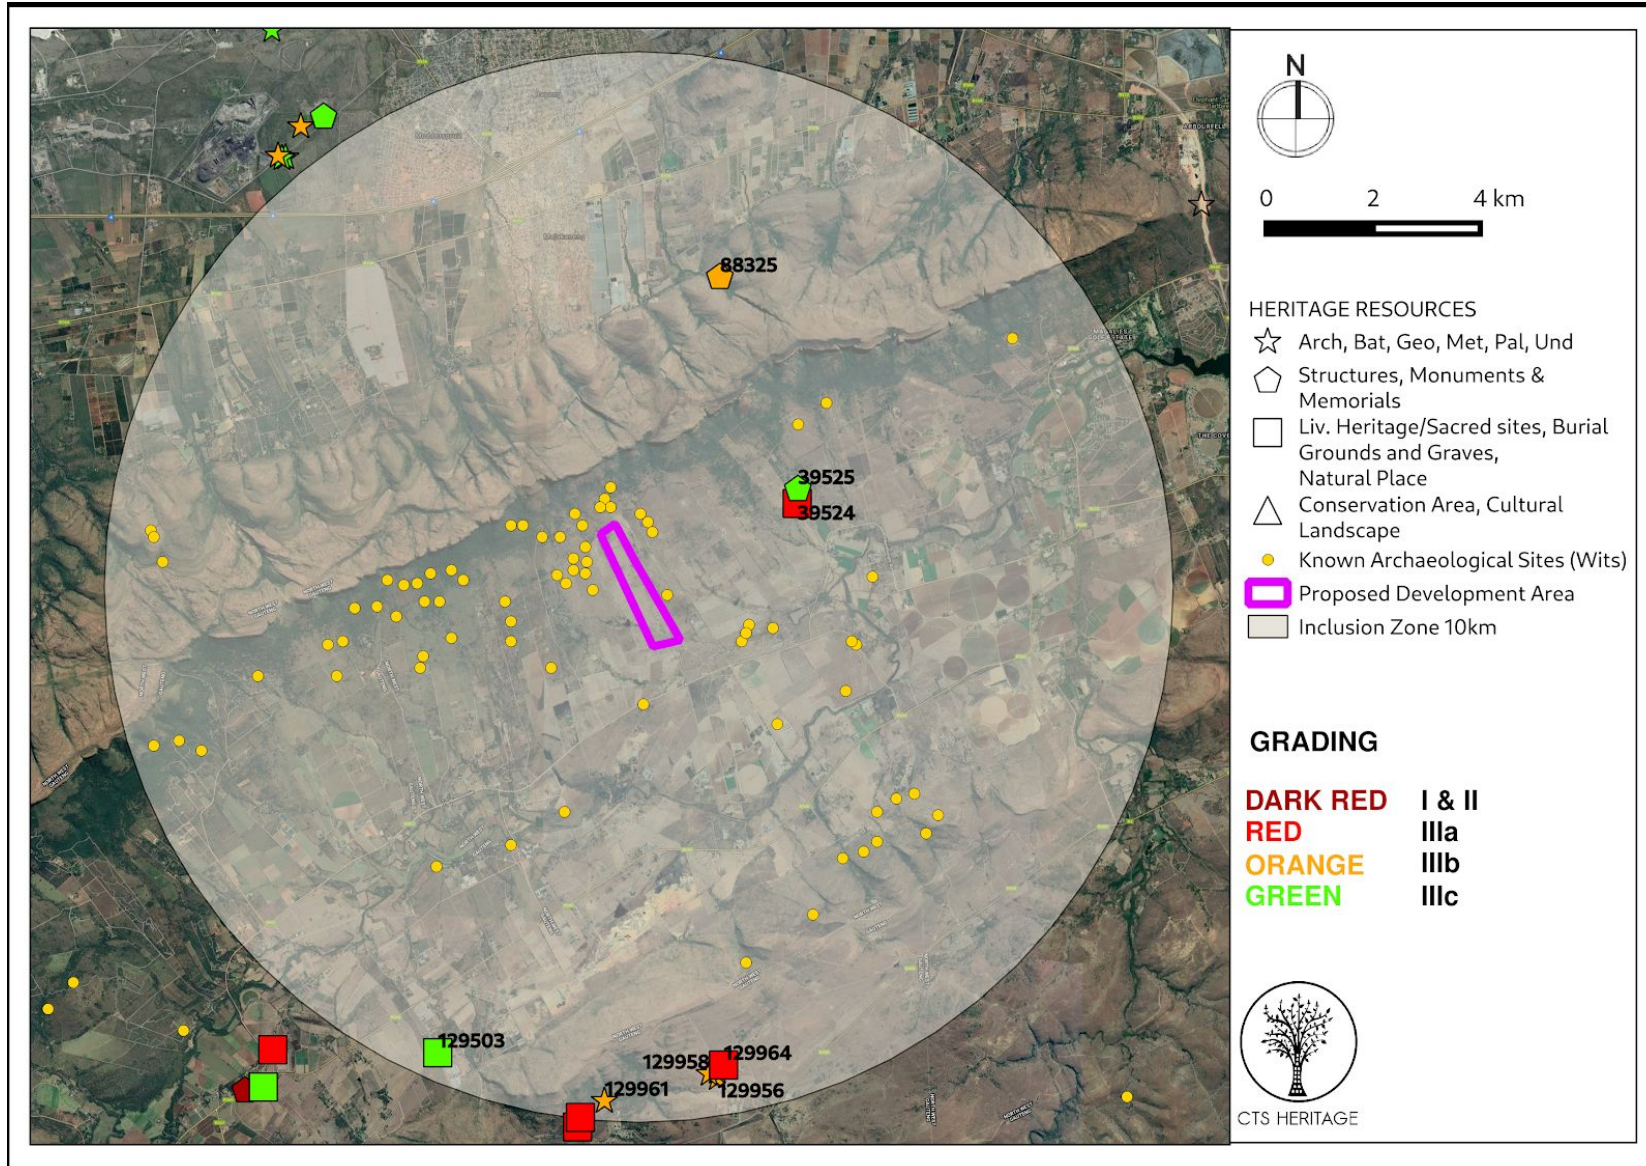 N
0 2 4 km
HERITAGE RESOURCES
Arch, Bat, Geo, Met, Pal, Und
Structures, Monuments &
Memorials
Liv. Heritage/Sacred sites, Burial
Grounds and Graves,
Natural Place
Conservation Area, Cultural
Landscape
Known Archaeological Sites (Wits)
Proposed Development Area
Inclusion Zone 10km
GRADING
DARK RED I & II
RED IIIa
ORANGE IIIb
GREEN IIIc
CTS HERITAGE
88325
39525
39524
129503
129958
129964
129956
129961
NORTH WEST
GAUTENG